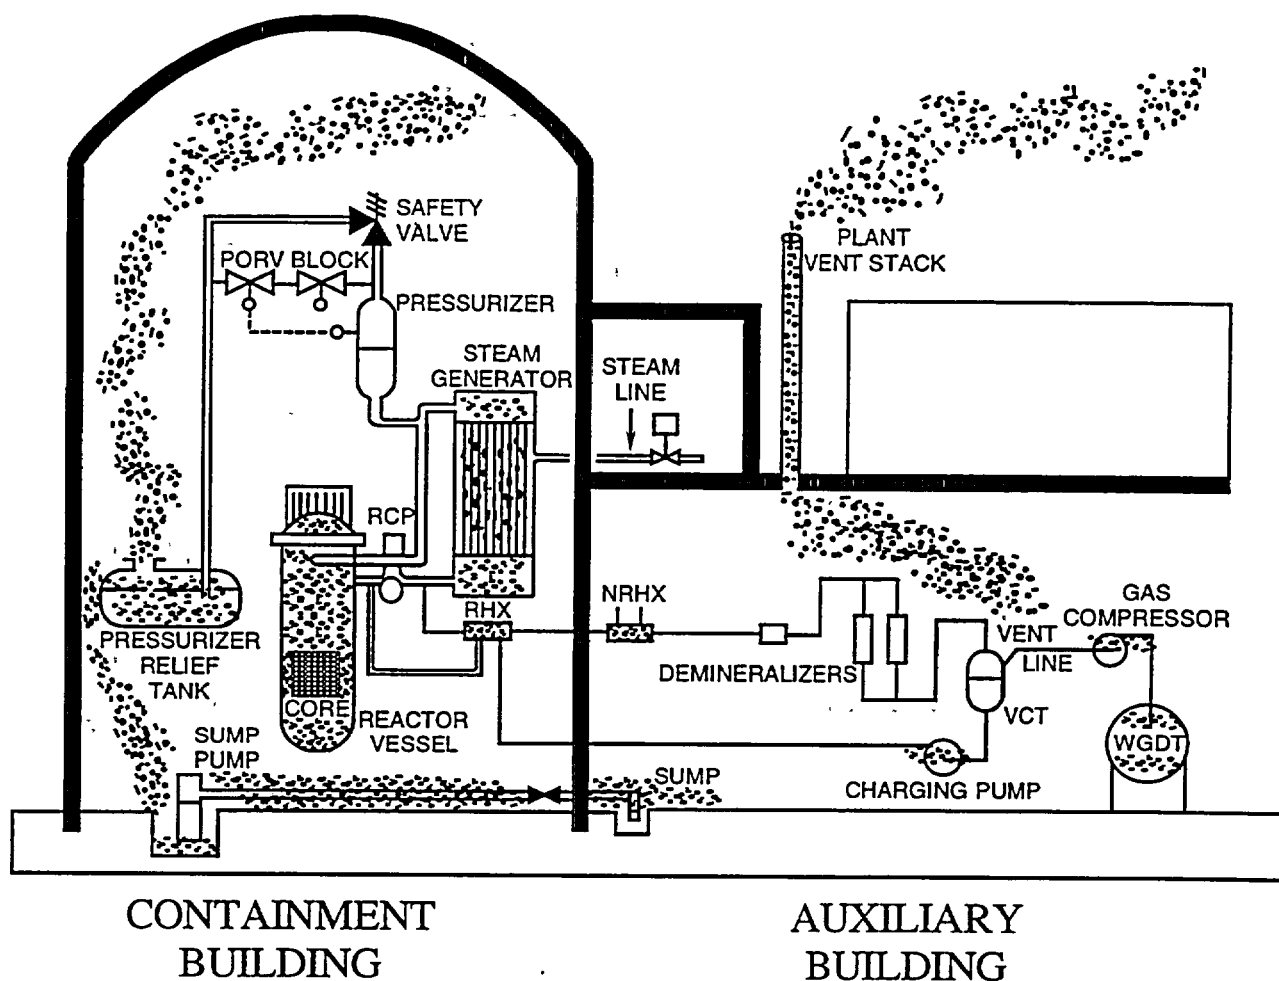 SAFETY
VALVE
PORV BLOCK
PRESSURIZER
STEAM
GENERATOR
STEAM
LINE
PLANT
VENT STACK
RCP
RHX
NRHX
GAS
COMPRESSOR
VENT
LINE
DEMINERALIZERS
VCT
PRESSURIZER
RELIEF
TANK
CORE
REACTOR
VESSEL
WGDT
SUMP
PUMP
SUMP
CHARGING PUMP
CONTAINMENT
BUILDING
AUXILIARY
BUILDING